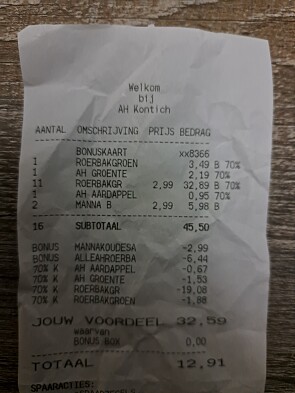 Welkom
bij
AH Kontich
AANTAL OMSCHRIJVING PRIJS BEDRAG
BONUSKAART xx8366
1 ROERBAKGROEN 3,49 B 70%
1 AH GROENTE 2,19 70%
11 ROERBAKGR 2,99 32,89 B 70%
1 AH AARDAPPEL 0,95 70%
2 MANNA B 2,99 5,98 B
16 SUBTOTAAL 45,50
BONUS MANNAKOUDESA -2,99
BONUS ALLEAHROERBA -6,44
70% K AH AARDAPPEL -0,67
70% K AH GROENTE -1,53
70% K ROERBAKGR -19,08
70% K ROERBAKGROEN -1,88
JOUW VOORDEEL 32,59
waarvan
BONUS BOX 0,00
TOTAAL 12,91
SPAARACTIES: